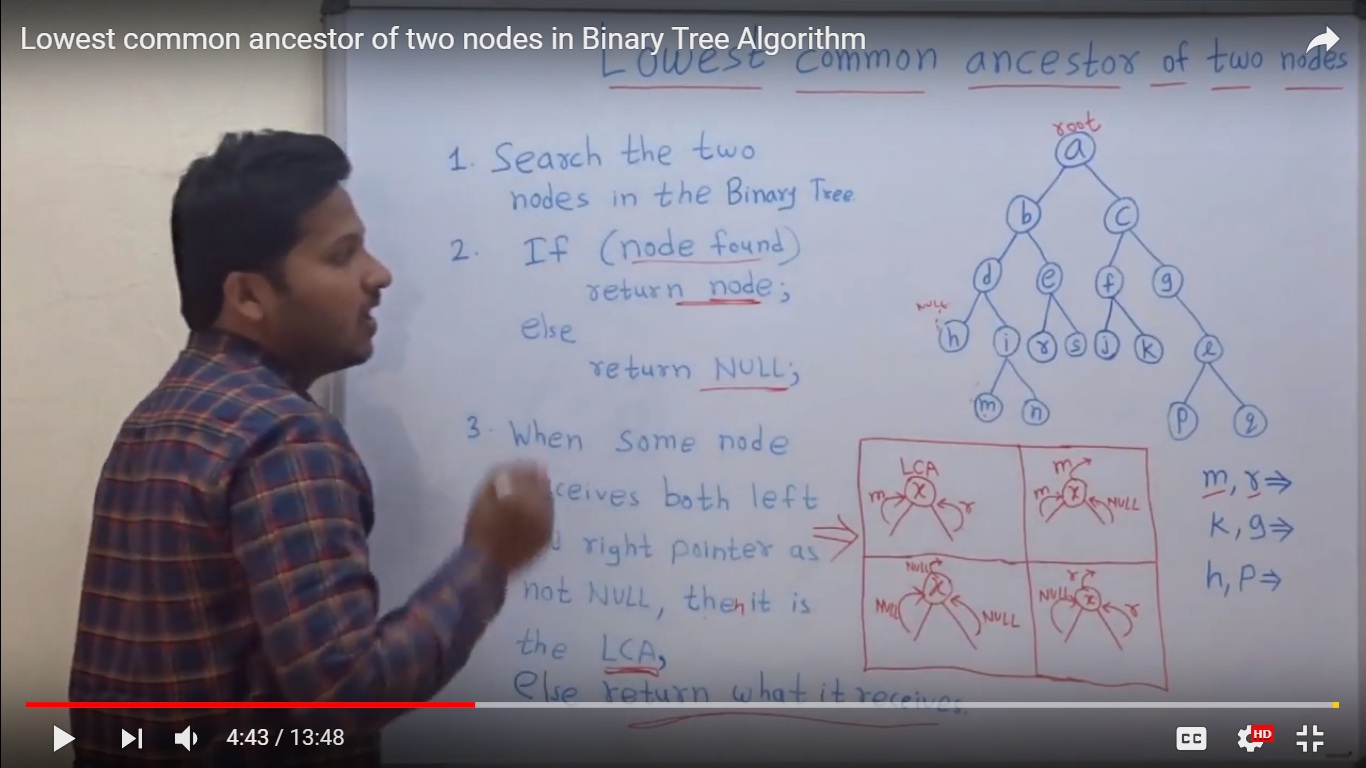 Lowest common ancestor of two nodes in Binary Tree Algorithm
Lowest common ancestor of two nodes
1. Search the two
nodes in the Binary Tree
2. If (node found)
return node;
else
return NULL;
3. When some node
ceives both left
right pointer as
not NULL, then it is
the LCA,
Else return what it receives.
root
a
b c
d e f g
NULL
h i r s j k l
m n p q
LCA
m x r
m
m x NULL
NULL
NULL x NULL
r
NULL x r
m, r⇒
k, g⇒
h, p⇒
4:43 / 13:48
CC
HD